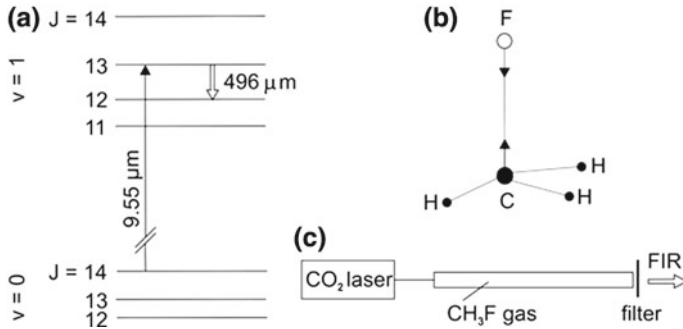 (a)
J = 14
13
12
11
v = 1
496 μm
9.55 μm
J = 14
13
12
v = 0
(b)
F
H
H
H
C
(c)
CO₂ laser
CH₃F gas
FIR
filter